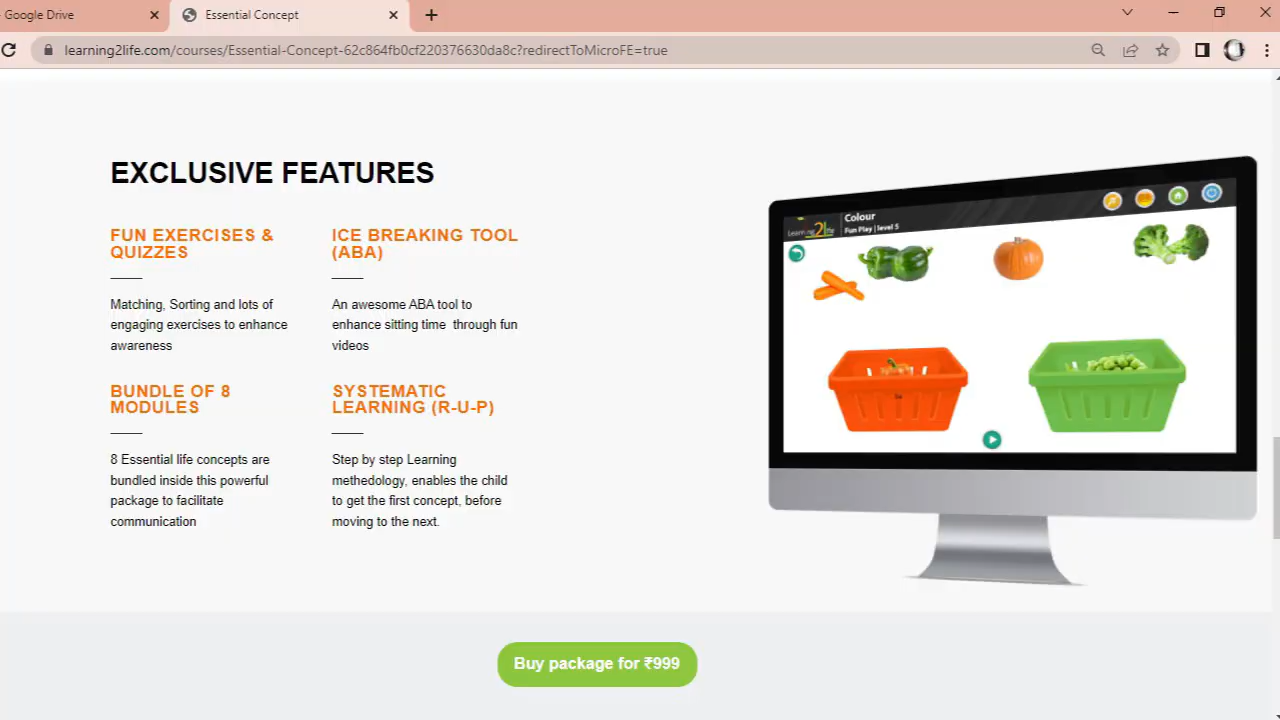 Google Drive
Essential Concept
learning2life.com/courses/Essential-Concept-62c864fb0cf220376630da8c?redirectToMicroFE=true
EXCLUSIVE FEATURES
FUN EXERCISES &
QUIZZES
Matching, Sorting and lots of
engaging exercises to enhance
awareness
ICE BREAKING TOOL
(ABA)
An awesome ABA tool to
enhance sitting time through fun
videos
BUNDLE OF 8
MODULES
8 Essential life concepts are
bundled inside this powerful
package to facilitate
communication
SYSTEMATIC
LEARNING (R-U-P)
Step by step Learning
methedology, enables the child
to get the first concept, before
moving to the next.
Learning2life
Colour
Fun Play | level 5
Buy package for ₹999